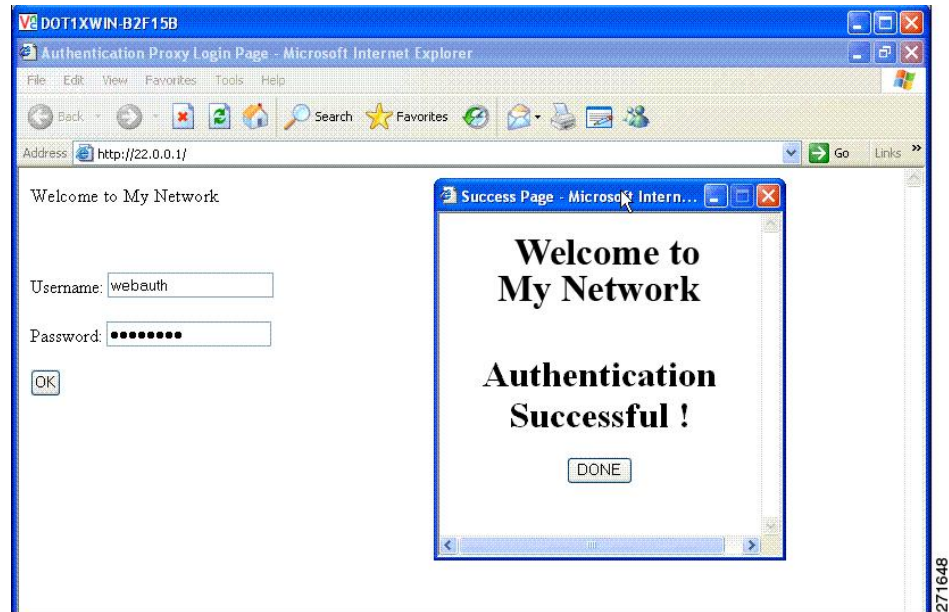 DOT1XWIN-B2F15B
Authentication Proxy Login Page - Microsoft Internet Explorer
File Edit View Favorites Tools Help
Back Search Favorites
Address http://22.0.0.1/ Go Links »
Welcome to My Network
Username: webauth
Password: ●●●●●●●●
OK
Success Page - Microsoft Intern...
Welcome to
My Network
Authentication
Successful !
DONE
271648